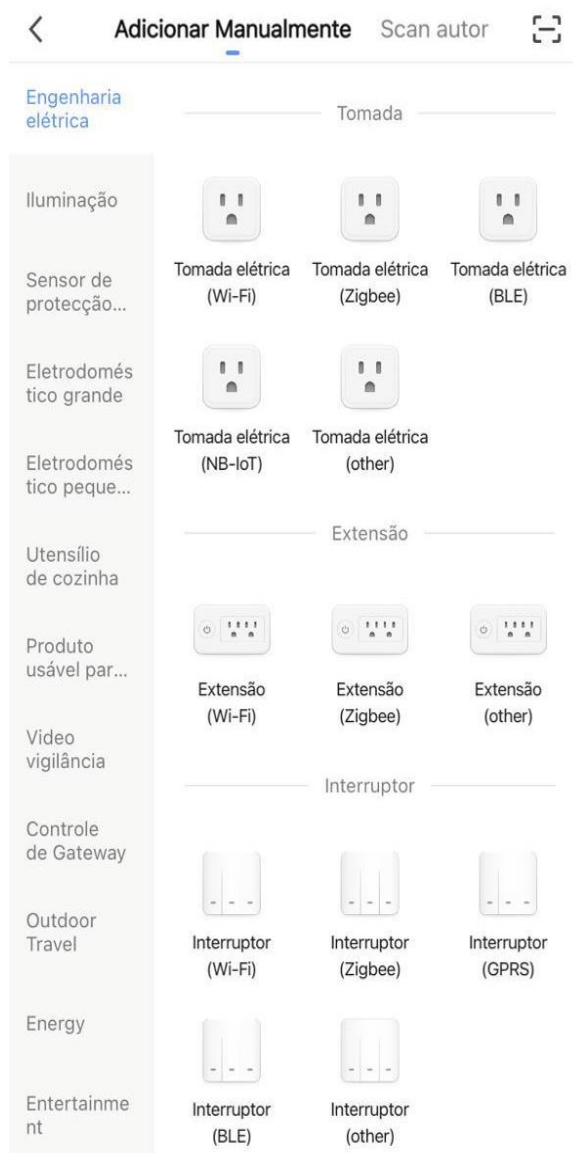 Adicionar Manualmente
Scan autor
Engenharia
elétrica
Iluminação
Sensor de
protecção...
Eletrodomés
tico grande
Eletrodomés
tico peque...
Utensílio
de cozinha
Produto
usável par...
Video
vigilância
Controle
de Gateway
Outdoor
Travel
Energy
Entertainme
nt
Tomada
Tomada elétrica
(Wi-Fi)
Tomada elétrica
(Zigbee)
Tomada elétrica
(BLE)
Tomada elétrica
(NB-IoT)
Tomada elétrica
(other)
Extensão
Extensão
(Wi-Fi)
Extensão
(Zigbee)
Extensão
(other)
Interruptor
Interruptor
(Wi-Fi)
Interruptor
(Zigbee)
Interruptor
(GPRS)
Interruptor
(BLE)
Interruptor
(other)